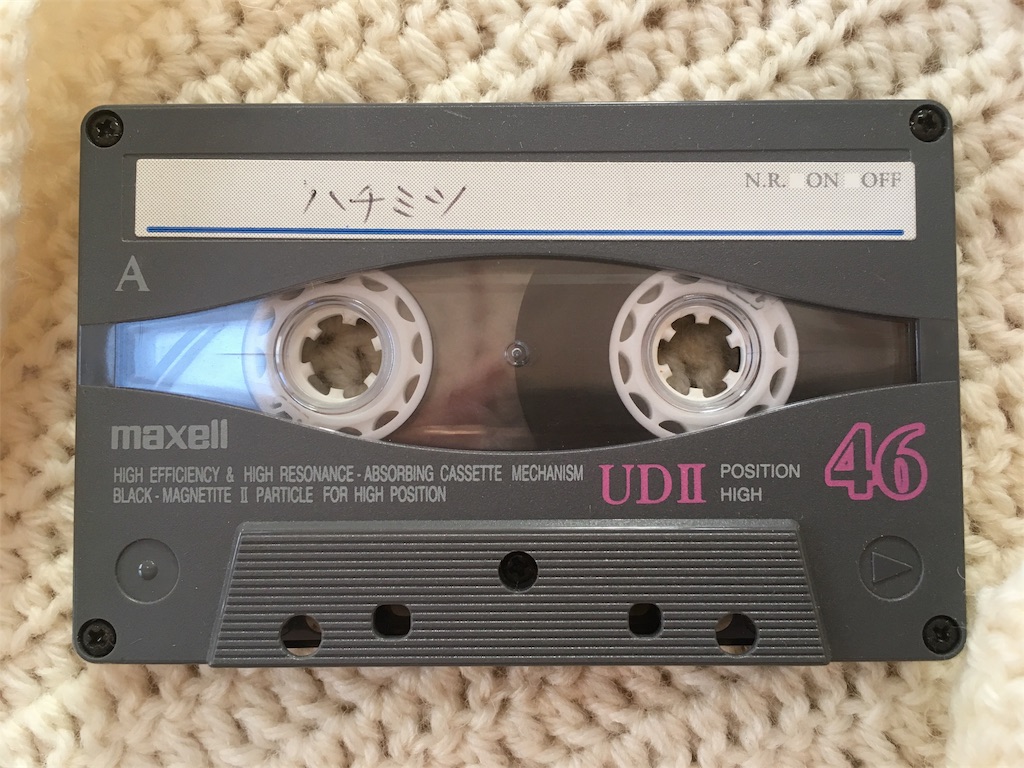 ハチミツ
N.R. ON OFF
A
maxell
HIGH EFFICIENCY & HIGH RESONANCE-ABSORBING CASSETTE MECHANISM
BLACK-MAGNETITE II PARTICLE FOR HIGH POSITION
UDII
POSITION
HIGH
46